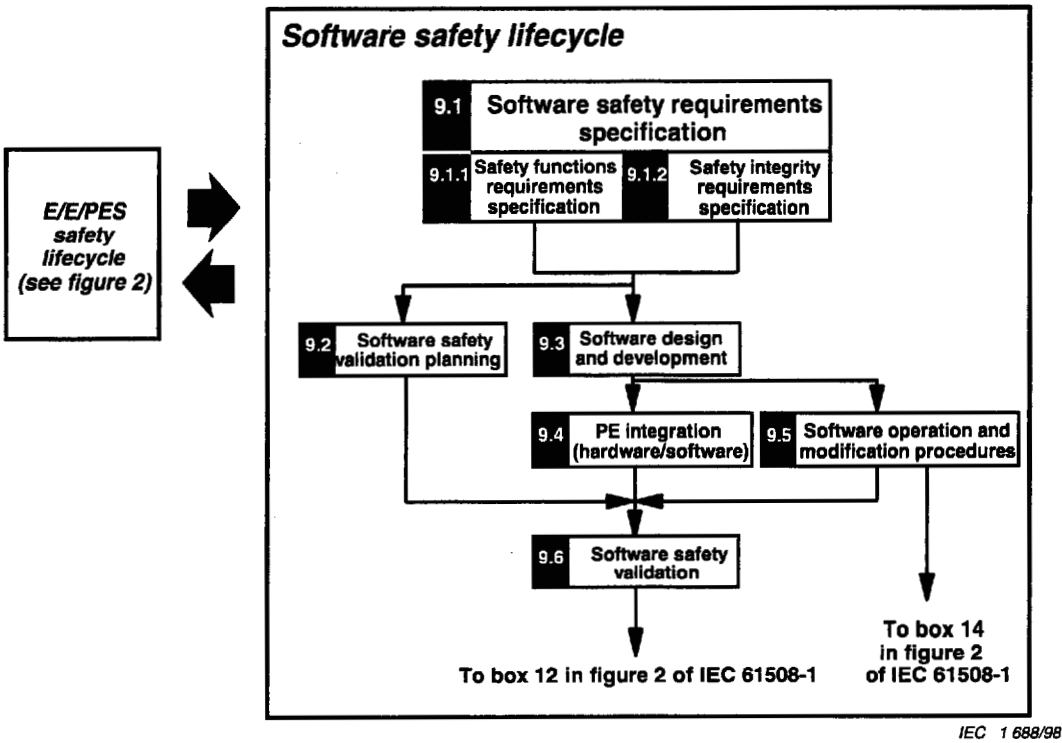 Software safety lifecycle
9.1
Software safety requirements
specification
9.1.1
Safety functions
requirements
specification
9.1.2
Safety integrity
requirements
specification
E/E/PES
safety
lifecycle
(see figure 2)
9.2
Software safety
validation planning
9.3
Software design
and development
9.4
PE integration
(hardware/software)
9.5
Software operation and
modification procedures
9.6
Software safety
validation
To box 14
in figure 2
of IEC 61508-1
To box 12 in figure 2 of IEC 61508-1
IEC 1 688/98